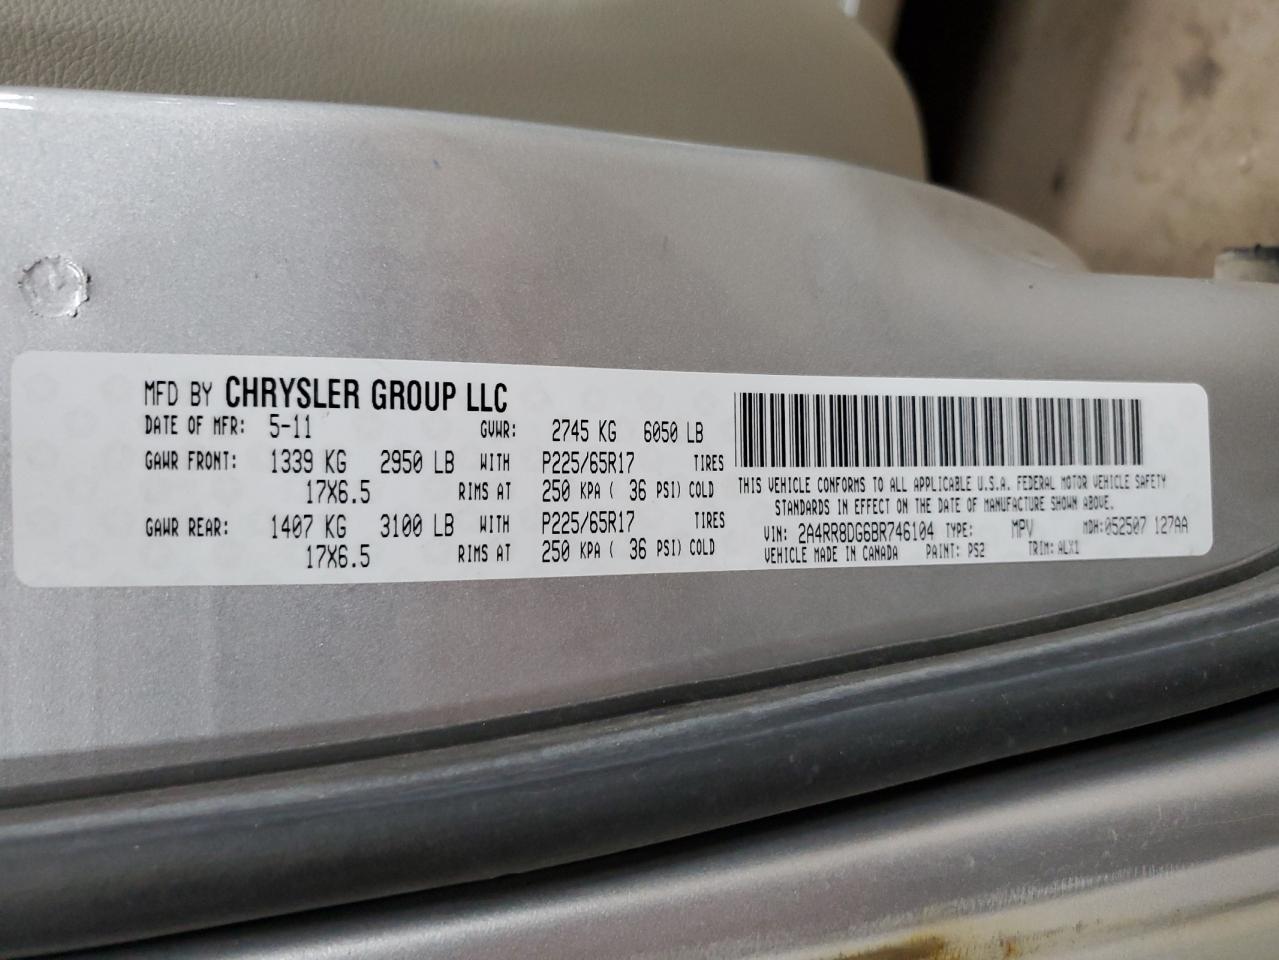 MFD BY CHRYSLER GROUP LLC
DATE OF MFR: 5-11 GVWR: 2745 KG 6050 LB
GAWR FRONT: 1339 KG 2950 LB WITH P225/65R17 TIRES
17X6.5 RIMS AT 250 KPA ( 36 PSI) COLD
GAWR REAR: 1407 KG 3100 LB WITH P225/65R17 TIRES
17X6.5 RIMS AT 250 KPA ( 36 PSI) COLD
THIS VEHICLE CONFORMS TO ALL APPLICABLE U.S.A. FEDERAL MOTOR VEHICLE SAFETY
STANDARDS IN EFFECT ON THE DATE OF MANUFACTURE SHOWN ABOVE.
VIN: 2A4RR8DG6BR746104 TYPE: MPV MDH:052507 127AA
VEHICLE MADE IN CANADA PAINT: PS2 TRIM: ALX1